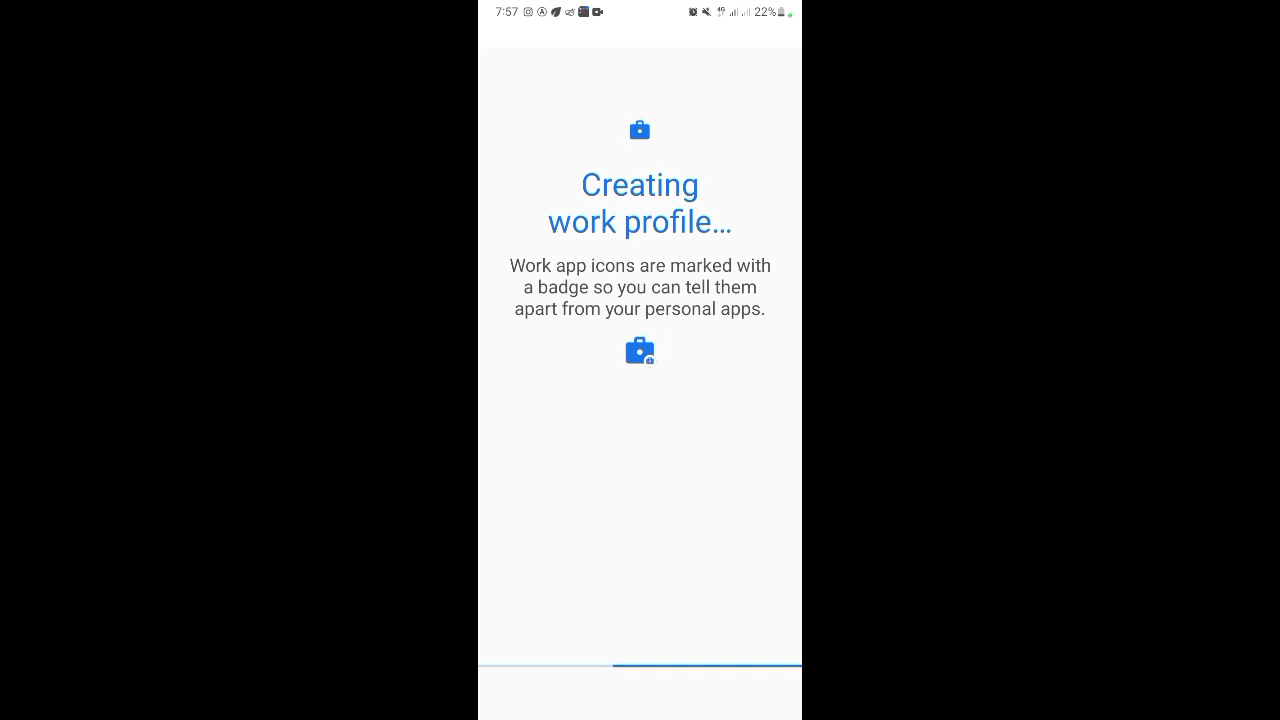 7:57
4G
22%
Creating
work profile...
Work app icons are marked with
a badge so you can tell them
apart from your personal apps.